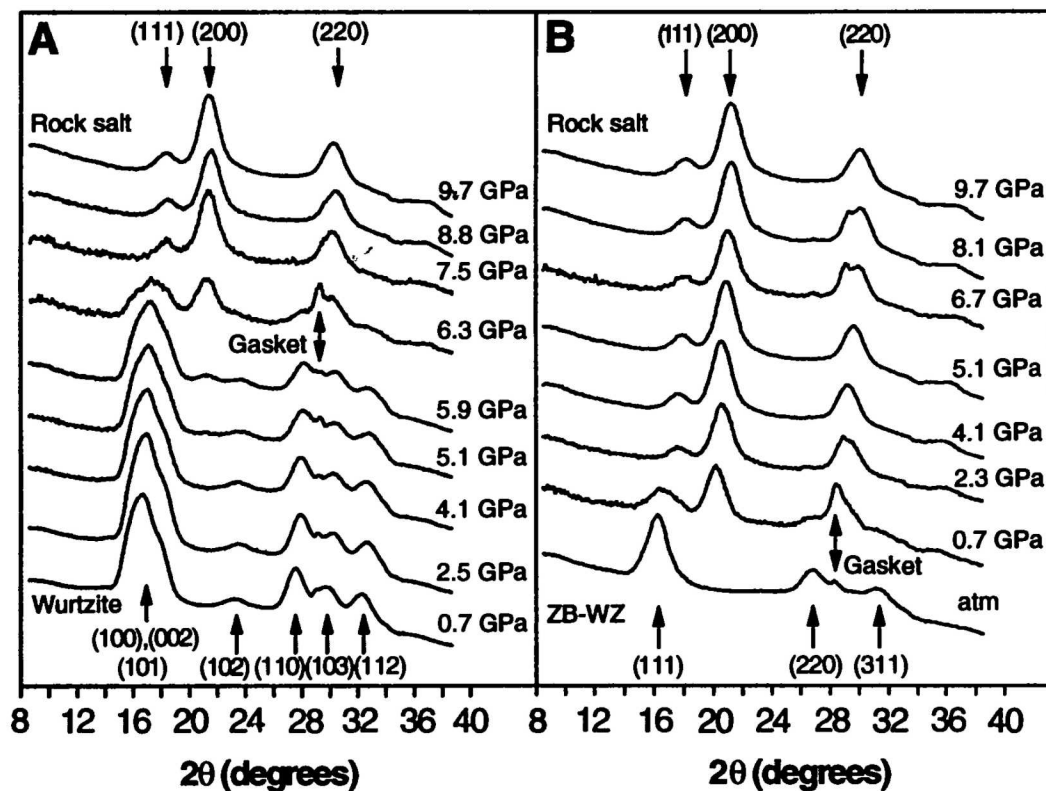 A
(111) (200) (220)
Rock salt
9.7 GPa
8.8 GPa
7.5 GPa
6.3 GPa
Gasket
5.9 GPa
5.1 GPa
4.1 GPa
2.5 GPa
Wurtzite
0.7 GPa
(100),(002)
(101) (102) (110) (103) (112)
8 12 16 20 24 28 32 36 40
2θ (degrees)
B
(111) (200) (220)
Rock salt
9.7 GPa
8.1 GPa
6.7 GPa
5.1 GPa
4.1 GPa
2.3 GPa
0.7 GPa
Gasket
ZB-WZ
atm
(111) (220) (311)
8 12 16 20 24 28 32 36 40
2θ (degrees)